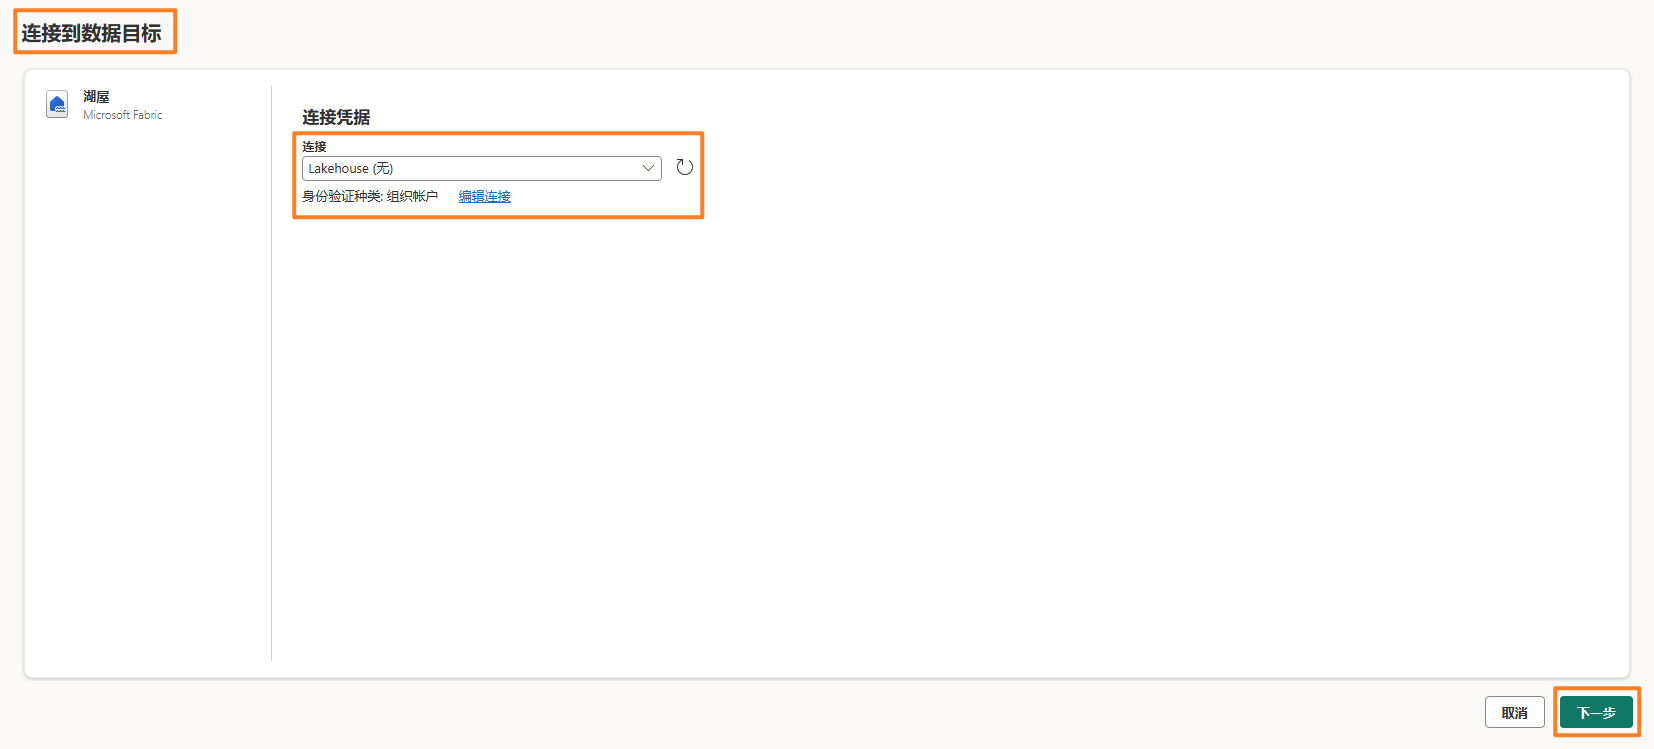 连接到数据目标
湖屋
Microsoft Fabric
连接凭据
连接
Lakehouse (无)
身份验证种类: 组织帐户 编辑连接
取消 下一步